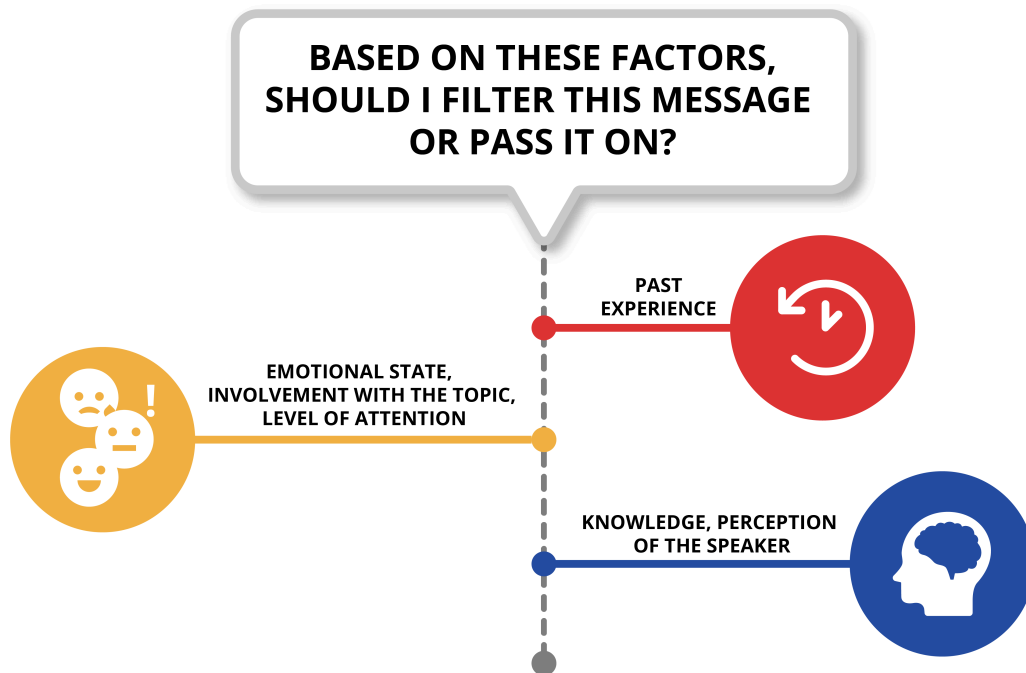 BASED ON THESE FACTORS,
SHOULD I FILTER THIS MESSAGE
OR PASS IT ON?
PAST
EXPERIENCE
EMOTIONAL STATE,
INVOLVEMENT WITH THE TOPIC,
LEVEL OF ATTENTION
!
KNOWLEDGE, PERCEPTION
OF THE SPEAKER